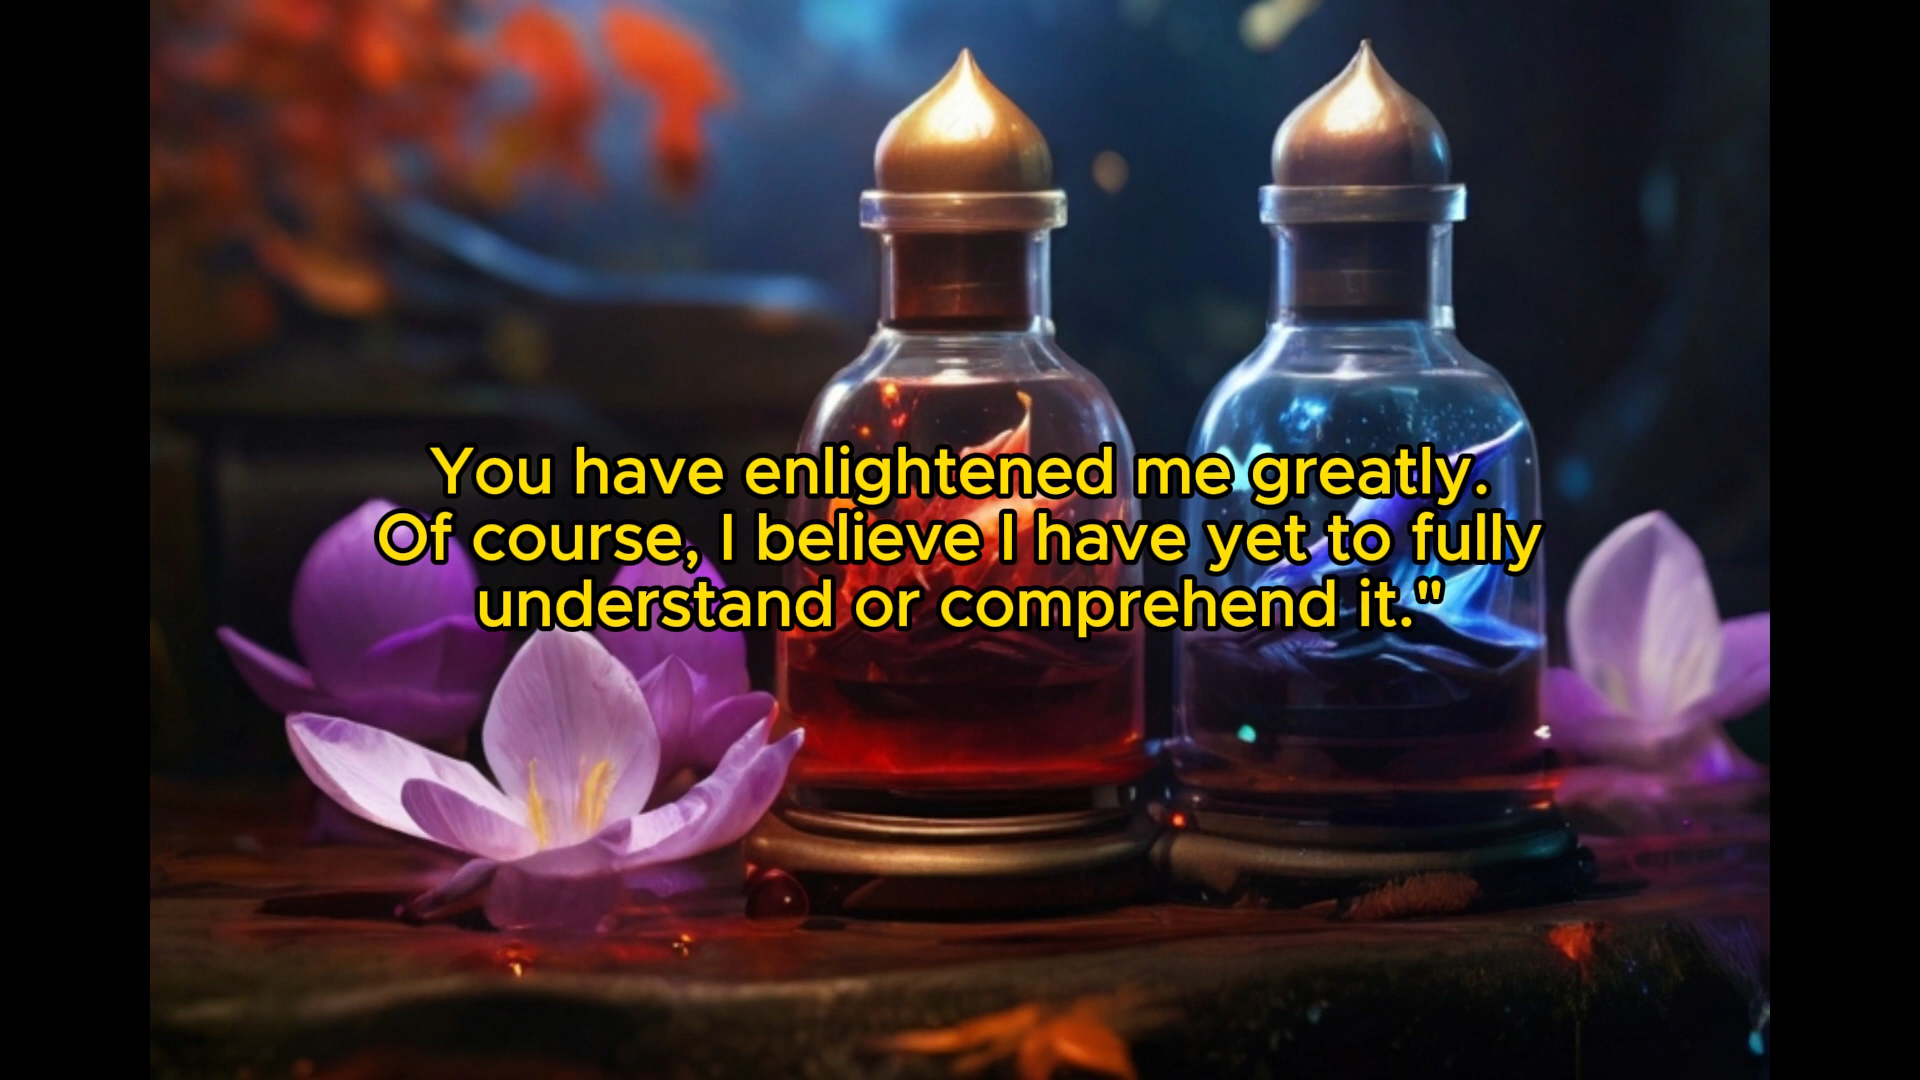 You have enlightened me greatly.
Of course, I believe I have yet to fully
understand or comprehend it."